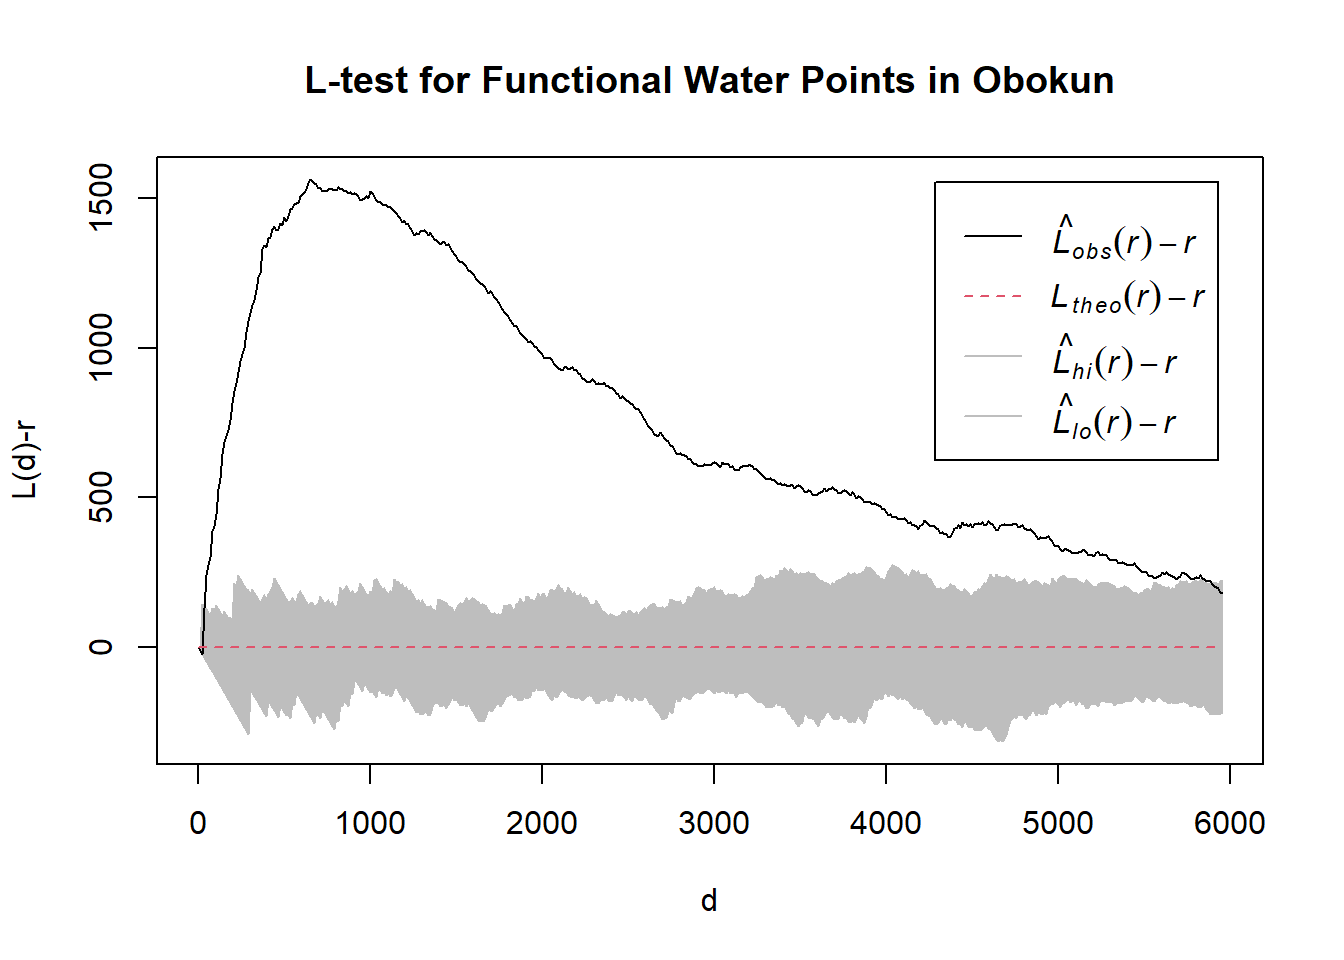 L-test for Functional Water Points in Obokun
L(d)-r
1500
1000
500
0
L̂obs(r) − r
Ltheo(r) − r
L̂hi(r) − r
L̂lo(r) − r
0 1000 2000 3000 4000 5000 6000
d